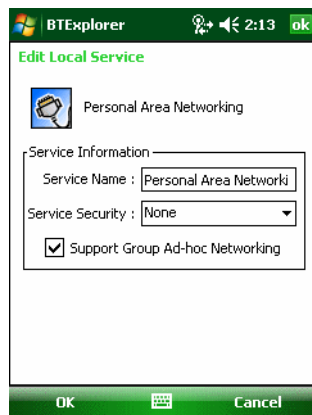 BTExplorer 2:13 ok
Edit Local Service
Personal Area Networking
Service Information
Service Name : Personal Area Networki
Service Security : None
Support Group Ad-hoc Networking
OK Cancel